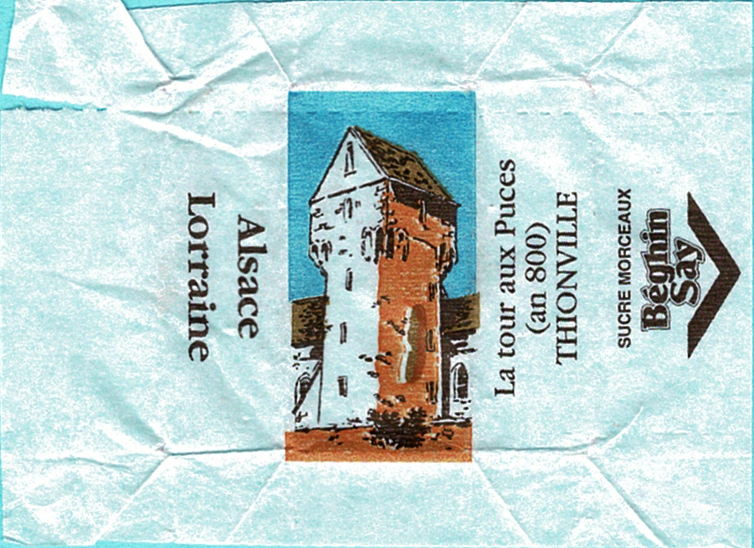 Alsace
Lorraine
La tour aux Puces
(an 800)
THIONVILLE
SUCRE MORCEAUX
Béghin
Say